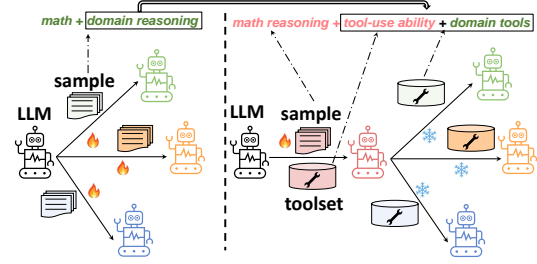 math + domain reasoning
math reasoning + tool-use ability + domain tools
sample
LLM
LLM
sample
toolset